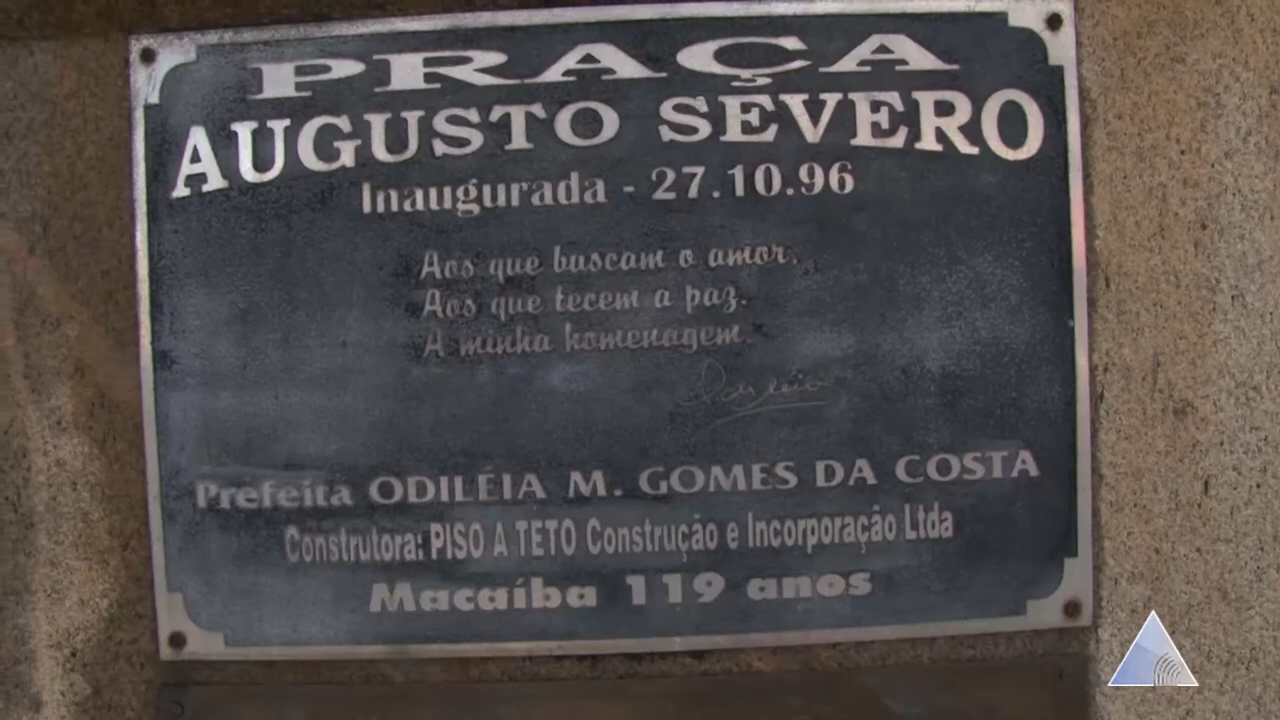 PRAÇA
AUGUSTO SEVERO
Inaugurada - 27.10.96
Aos que buscam o amor.
Aos que tecem a paz.
A minha homenagem.
Prefeita ODILÉIA M. GOMES DA COSTA
Construtora: PISO A TETO Construção e Incorporação Ltda
Macaíba 119 anos